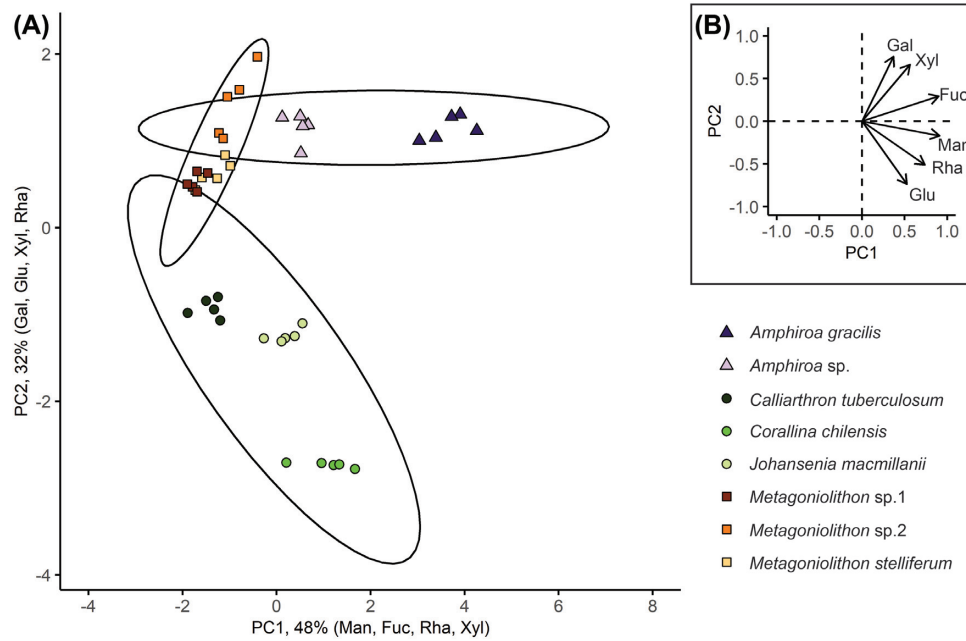 (A)
PC2, 32% (Gal, Glu, Xyl, Rha)
2
0
-2
-4
-4 -2 0 2 4 6 8
PC1, 48% (Man, Fuc, Rha, Xyl)
(B)
PC2
1.0
0.5
0.0
-0.5
-1.0
Gal
Xyl
Fuc
Man
Rha
Glu
-1.0 -0.5 0.0 0.5 1.0
PC1
Amphiroa gracilis
Amphiroa sp.
Calliarthron tuberculosum
Corallina chilensis
Johansenia macmillanii
Metagoniolithon sp.1
Metagoniolithon sp.2
Metagoniolithon stelliferum